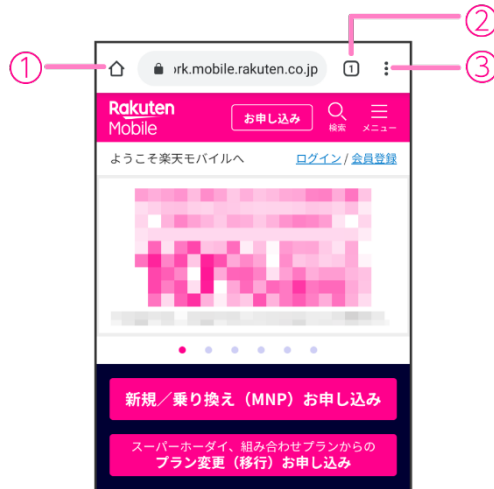 ②
①
③
ork.mobile.rakuten.co.jp
1
Rakuten
Mobile
お申し込み
検索
メニュー
ようこそ楽天モバイルへ
ログイン / 会員登録
新規／乗り換え（MNP）お申し込み
スーパーホーダイ、組み合わせプランからの
プラン変更（移行）お申し込み